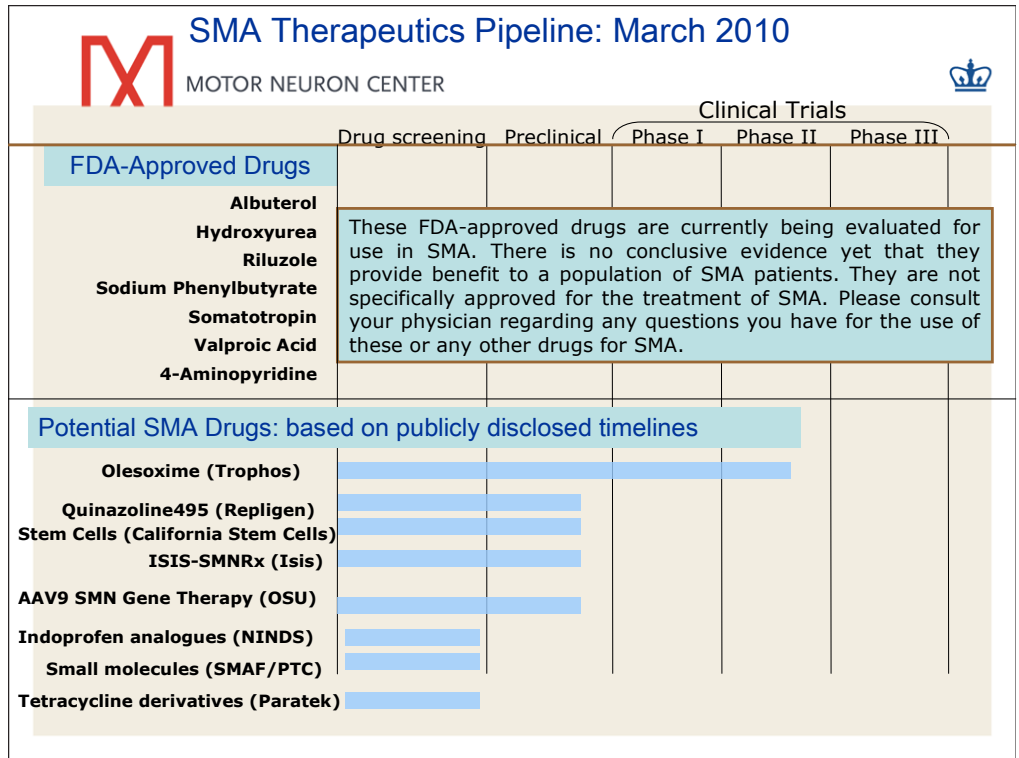 SMA Therapeutics Pipeline: March 2010
MOTOR NEURON CENTER
Clinical Trials
Drug screening Preclinical Phase I Phase II Phase III
FDA-Approved Drugs
Albuterol
Hydroxyurea
Riluzole
Sodium Phenylbutyrate
Somatotropin
Valproic Acid
4-Aminopyridine
These FDA-approved drugs are currently being evaluated for
use in SMA. There is no conclusive evidence yet that they
provide benefit to a population of SMA patients. They are not
specifically approved for the treatment of SMA. Please consult
your physician regarding any questions you have for the use of
these or any other drugs for SMA.
Potential SMA Drugs: based on publicly disclosed timelines
Olesoxime (Trophos)
Quinazoline495 (Repligen)
Stem Cells (California Stem Cells)
ISIS-SMNRx (Isis)
AAV9 SMN Gene Therapy (OSU)
Indoprofen analogues (NINDS)
Small molecules (SMAF/PTC)
Tetracycline derivatives (Paratek)